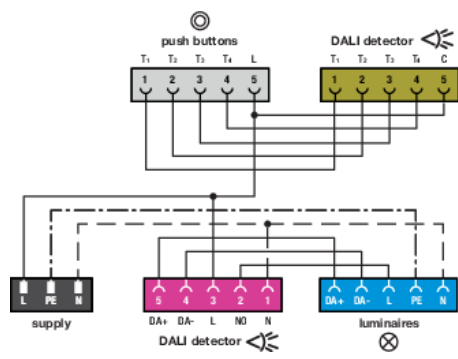 push buttons
DALI detector
T1 T2 T3 T4 L
T1 T2 T3 T4 C
1 2 3 4 5
1 2 3 4 5
L PE N
5 4 3 2 1
DA+ DA- L PE N
DA+ DA- L NO N
supply
DALI detector
luminaires